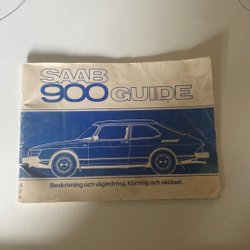 SAAB
900 GUIDE
Beskrivning och vägledning. Körning och skötsel.